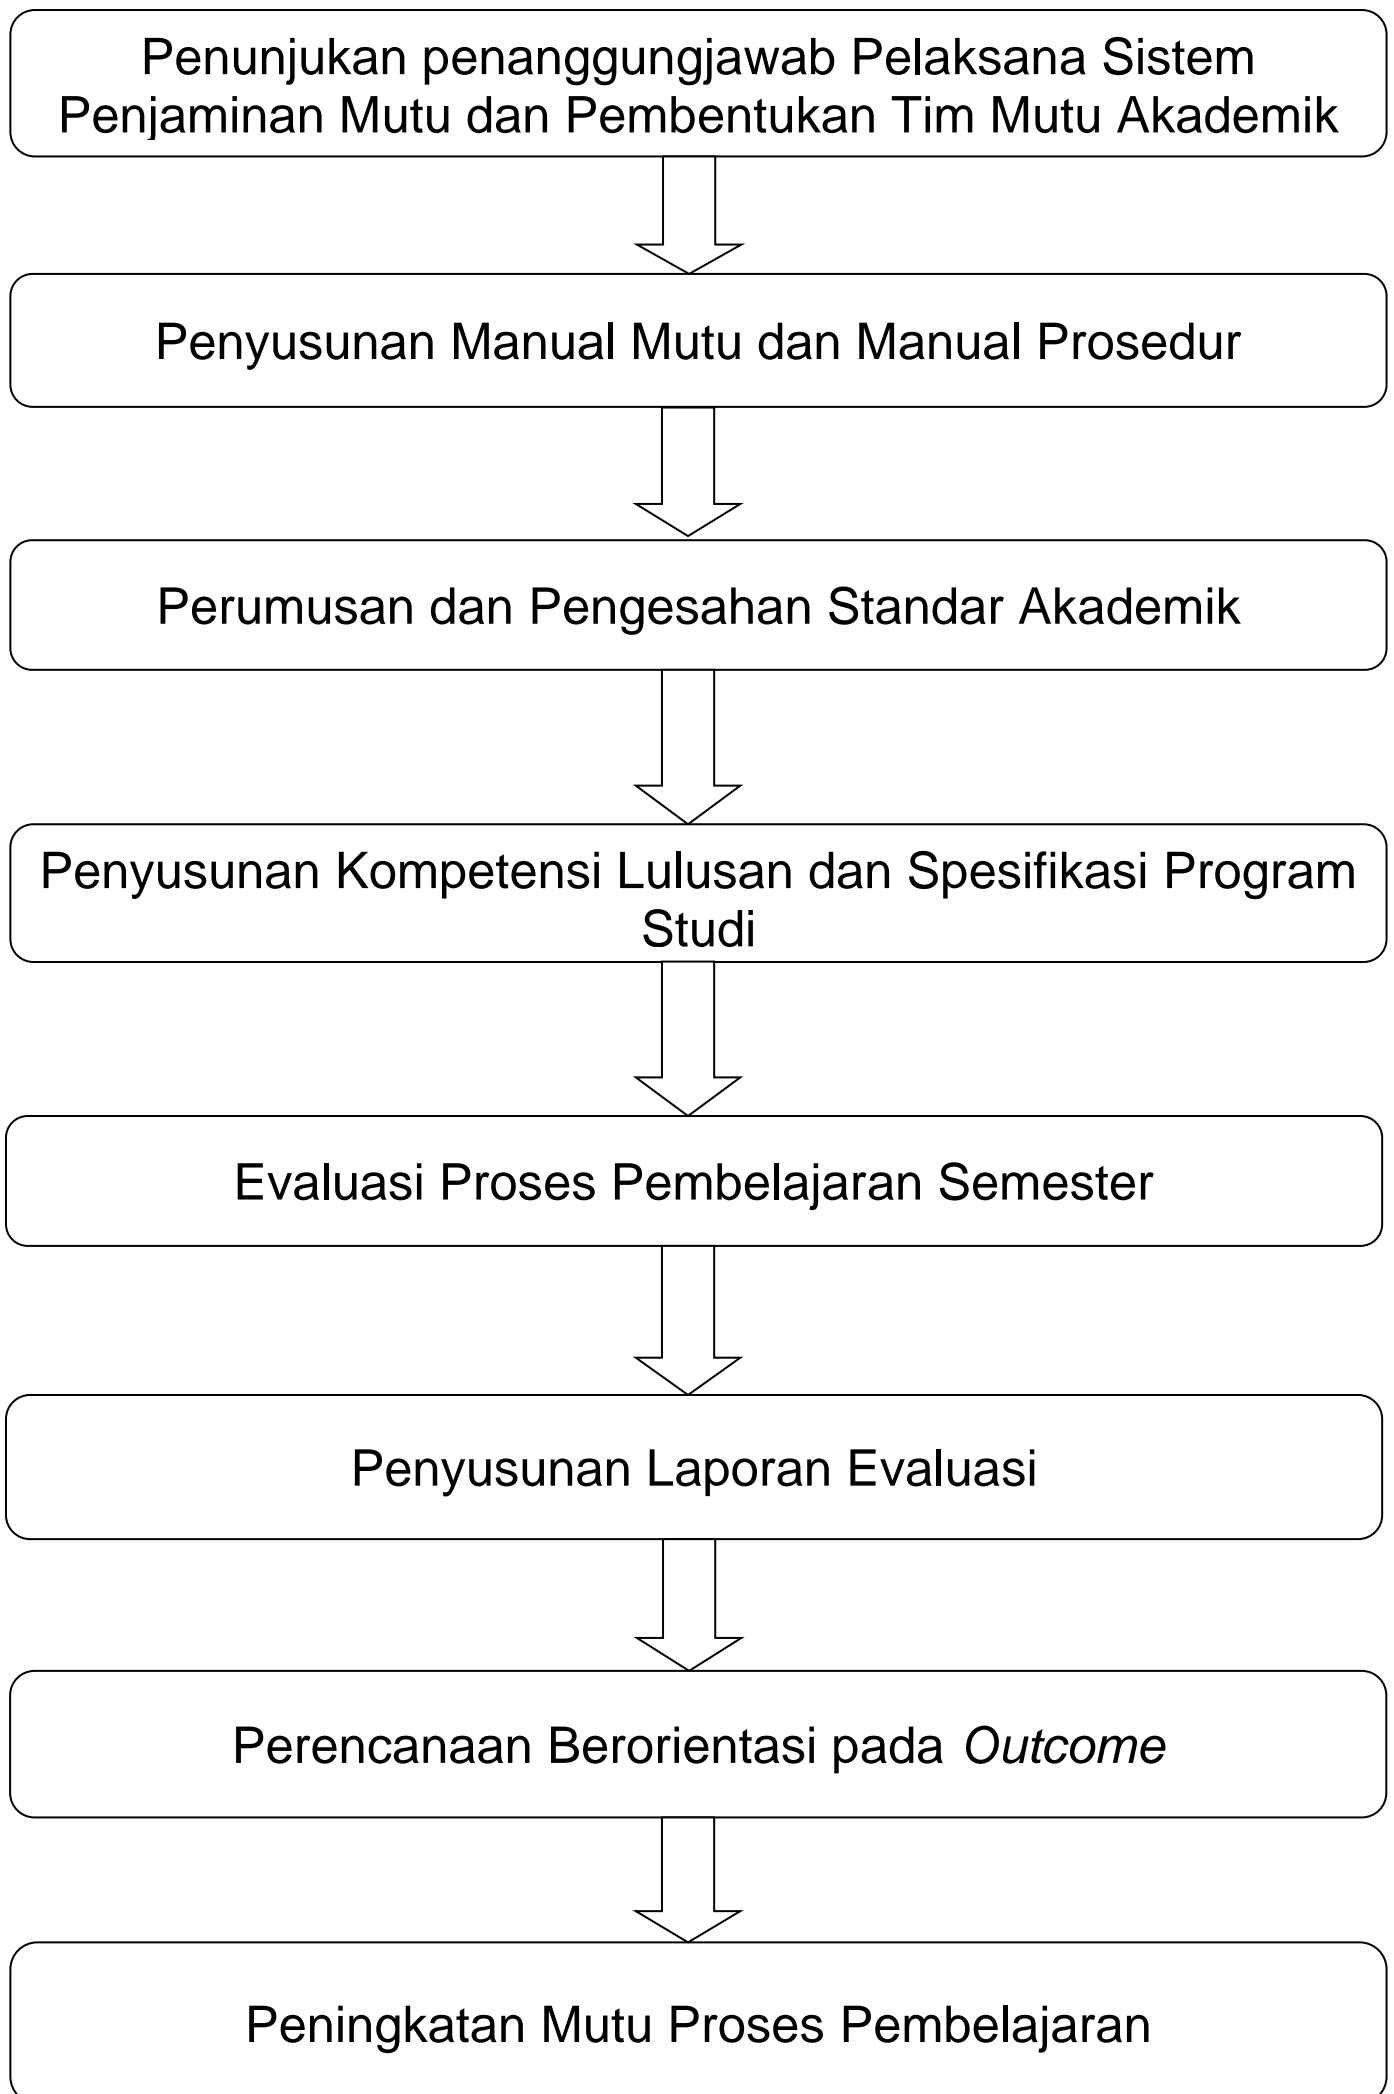 Penunjukan penanggungjawab Pelaksana Sistem
Penjaminan Mutu dan Pembentukan Tim Mutu Akademik
Penyusunan Manual Mutu dan Manual Prosedur
Perumusan dan Pengesahan Standar Akademik
Penyusunan Kompetensi Lulusan dan Spesifikasi Program
Studi
Evaluasi Proses Pembelajaran Semester
Penyusunan Laporan Evaluasi
Perencanaan Berorientasi pada Outcome
Peningkatan Mutu Proses Pembelajaran